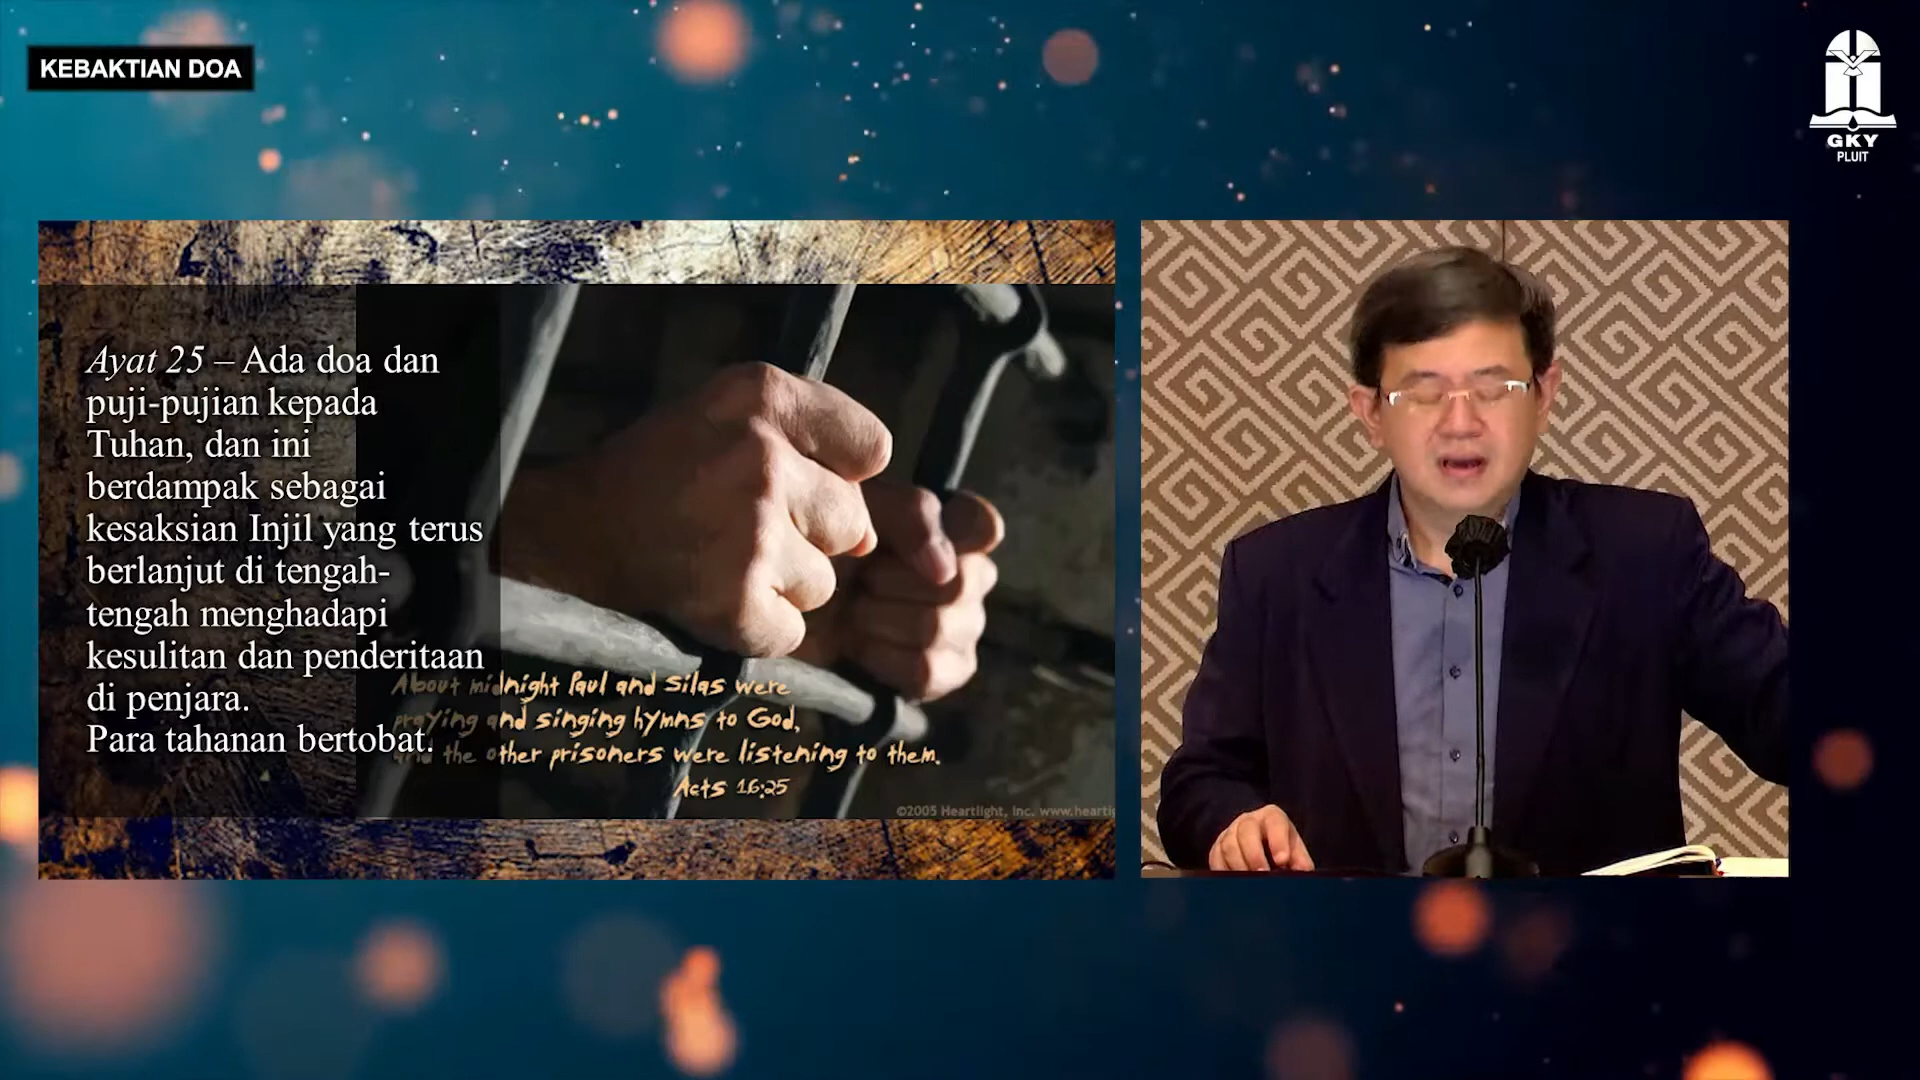 KEBAKTIAN DOA
GKY
PLUIT
Ayat 25 – Ada doa dan
puji-pujian kepada
Tuhan, dan ini
berdampak sebagai
kesaksian Injil yang terus
berlanjut di tengah-
tengah menghadapi
kesulitan dan penderitaan
di penjara.
Para tahanan bertobat.
About midnight Paul and Silas were
praying and singing hymns to God,
and the other prisoners were listening to them.
Acts 16:25
©2005 Heartlight, Inc. www.heartlig